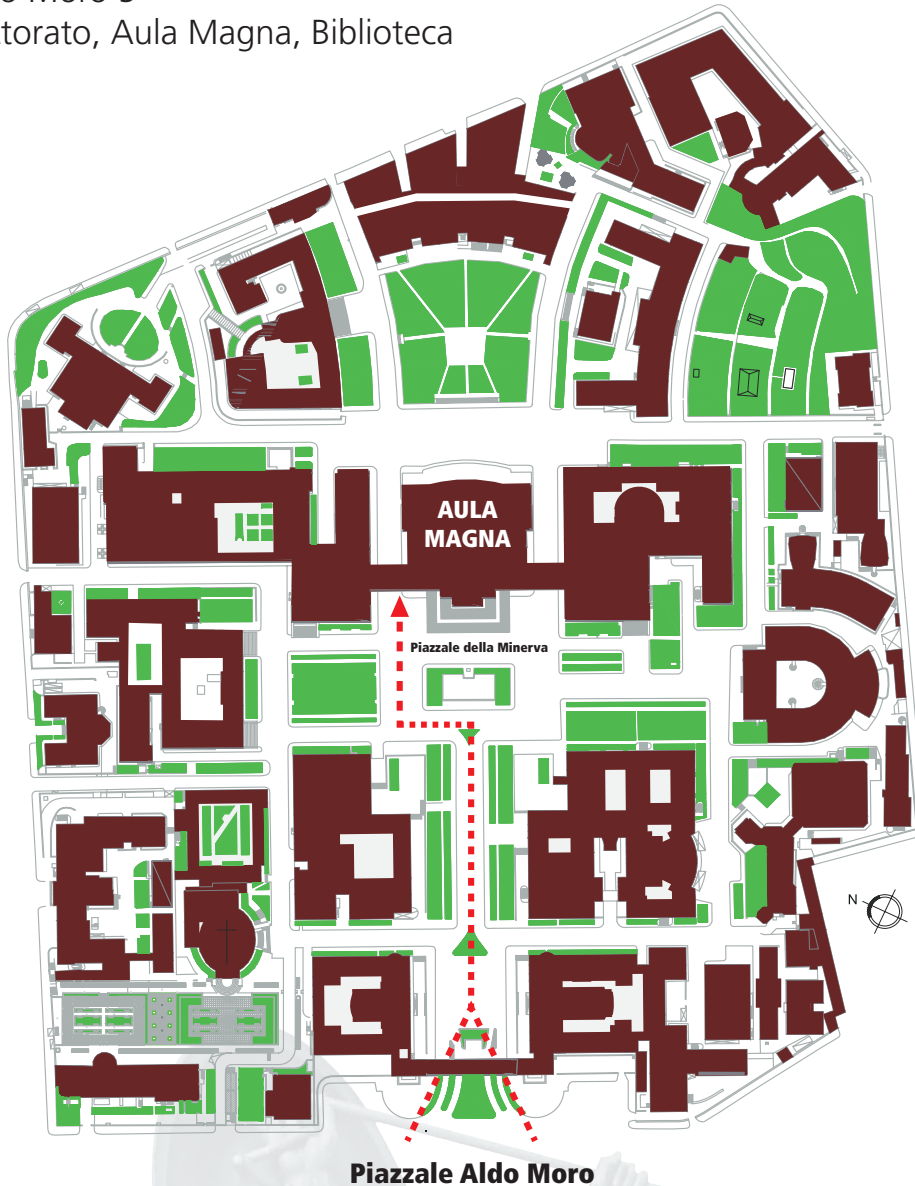 torato, Aula Magna, Biblioteca
AULA
MAGNA
Piazzale della Minerva
N
Piazzale Aldo Moro